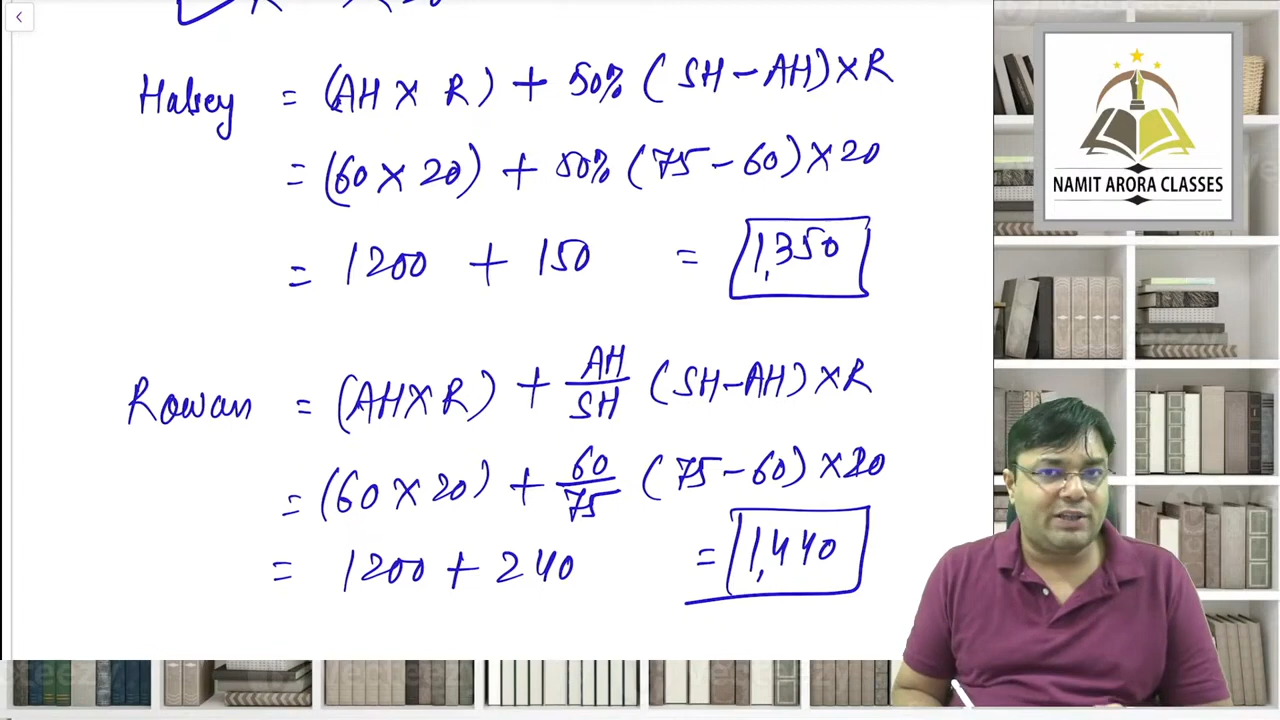 R = × 20
Halsey = (AH × R) + 50% (SH – AH) × R
= (60 × 20) + 50% (75 – 60) × 20
= 1200 + 150 = 1,350
Rowan = (AH × R) + AH/SH (SH – AH) × R
= (60 × 20) + 60/75 (75 – 60) × 20
= 1200 + 240 = 1,440
NAMIT ARORA CLASSES